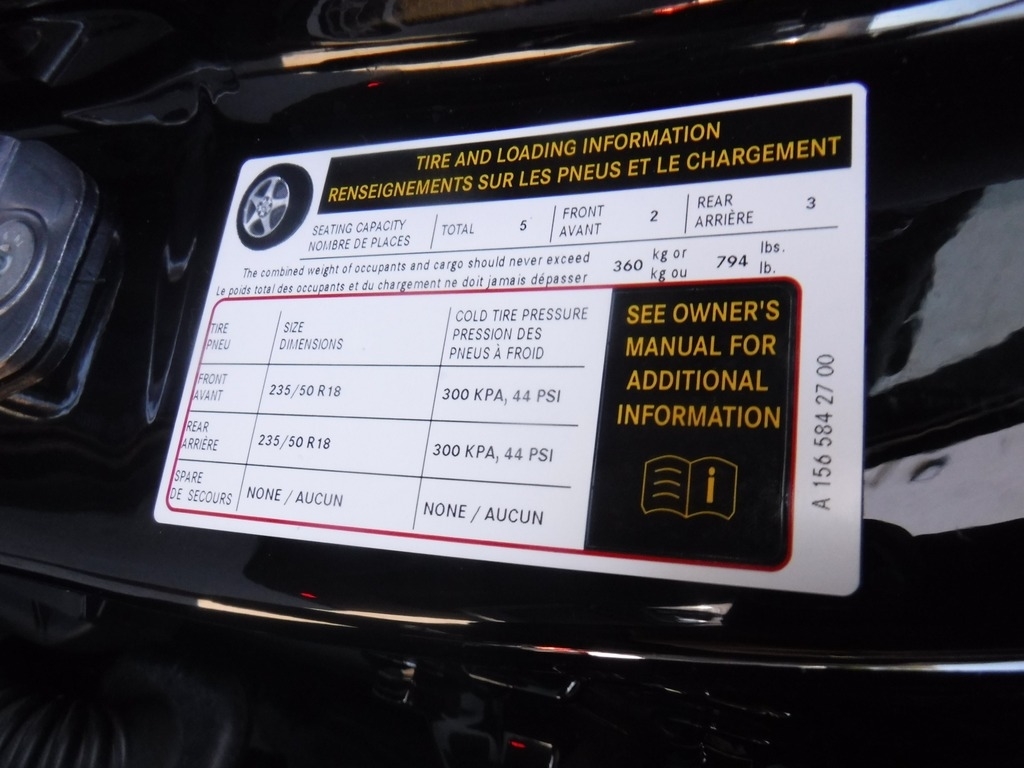 TIRE AND LOADING INFORMATION
RENSEIGNEMENTS SUR LES PNEUS ET LE CHARGEMENT
SEATING CAPACITY
NOMBRE DE PLACES
TOTAL 5
FRONT
AVANT
2
REAR
ARRIÈRE
3
The combined weight of occupants and cargo should never exceed
Le poids total des occupants et du chargement ne doit jamais dépasser
360 kg or
kg ou
794 lbs.
lb.
TIRE
PNEU
SIZE
DIMENSIONS
COLD TIRE PRESSURE
PRESSION DES
PNEUS À FROID
FRONT
AVANT
235/50 R18
300 KPA, 44 PSI
REAR
ARRIÈRE
235/50 R18
300 KPA, 44 PSI
SPARE
DE SECOURS
NONE / AUCUN
NONE / AUCUN
SEE OWNER'S
MANUAL FOR
ADDITIONAL
INFORMATION
i
A 156 584 27 00